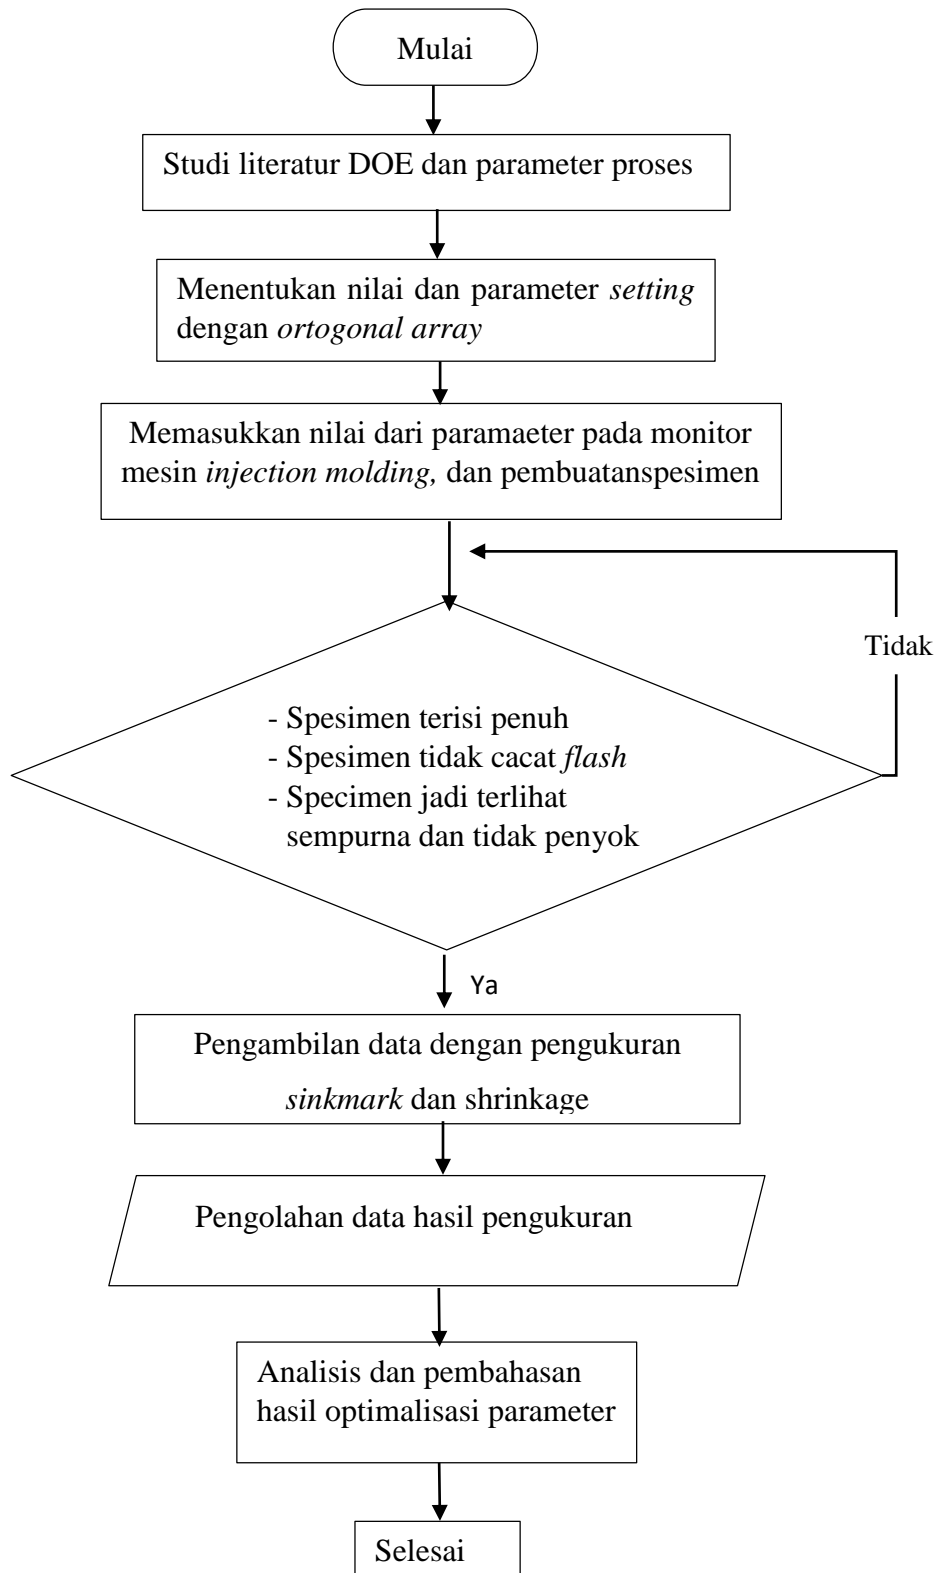 Mulai
Studi literatur DOE dan parameter proses
Menentukan nilai dan parameter setting
dengan ortogonal array
Memasukkan nilai dari paramaeter pada monitor
mesin injection molding, dan pembuatanspesimen
Tidak
- Spesimen terisi penuh
- Spesimen tidak cacat flash
- Specimen jadi terlihat
sempurna dan tidak penyok
Ya
Pengambilan data dengan pengukuran
sinkmark dan shrinkage
Pengolahan data hasil pengukuran
Analisis dan pembahasan
hasil optimalisasi parameter
Selesai